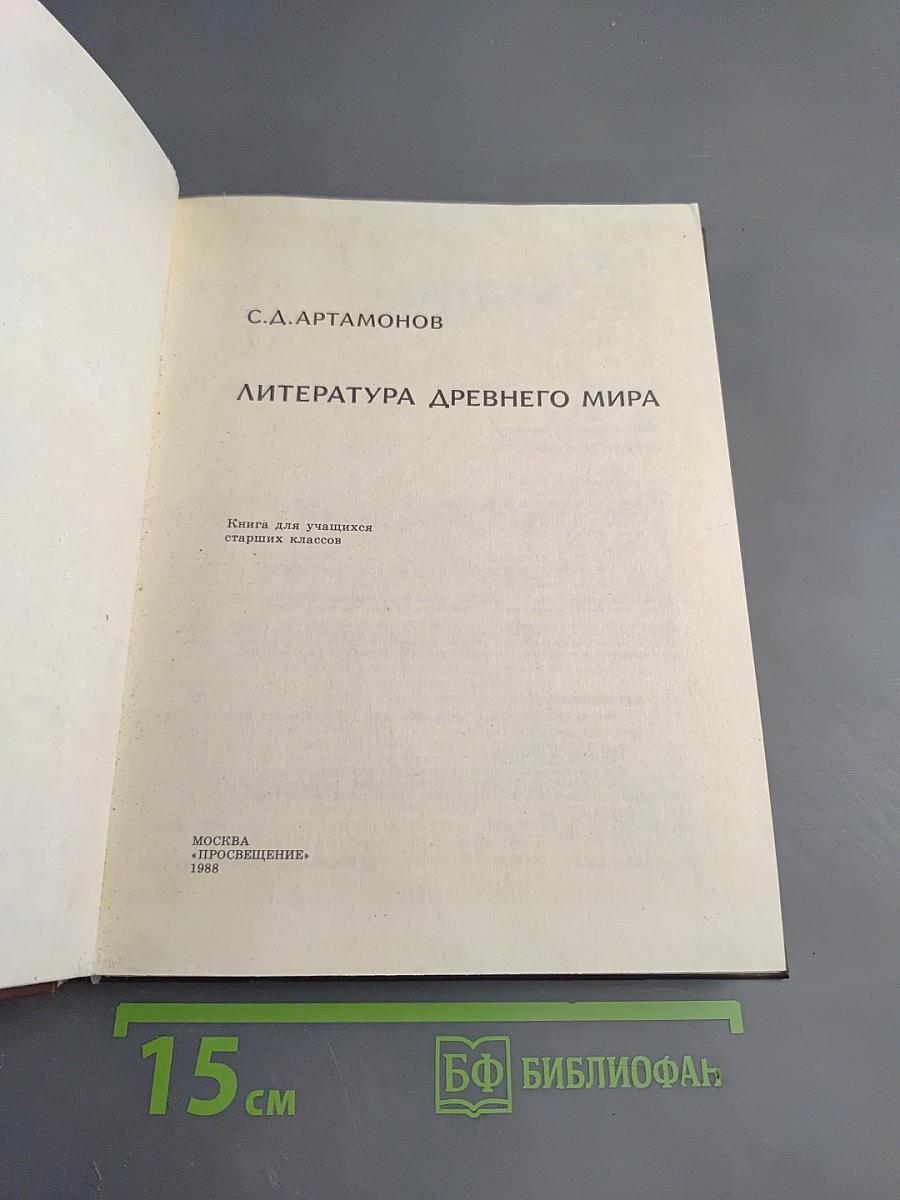 С.Д.АРТАМОНОВ
ЛИТЕРАТУРА ДРЕВНЕГО МИРА
Книга для учащихся
старших классов
МОСКВА
«ПРОСВЕЩЕНИЕ»
1988
15 см
БФ БИБЛИОФАН